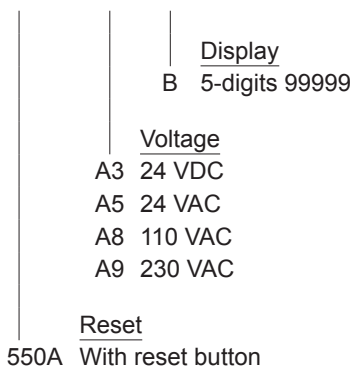 Display
B 5-digits 99999
Voltage
A3 24 VDC
A5 24 VAC
A8 110 VAC
A9 230 VAC
Reset
550A With reset button